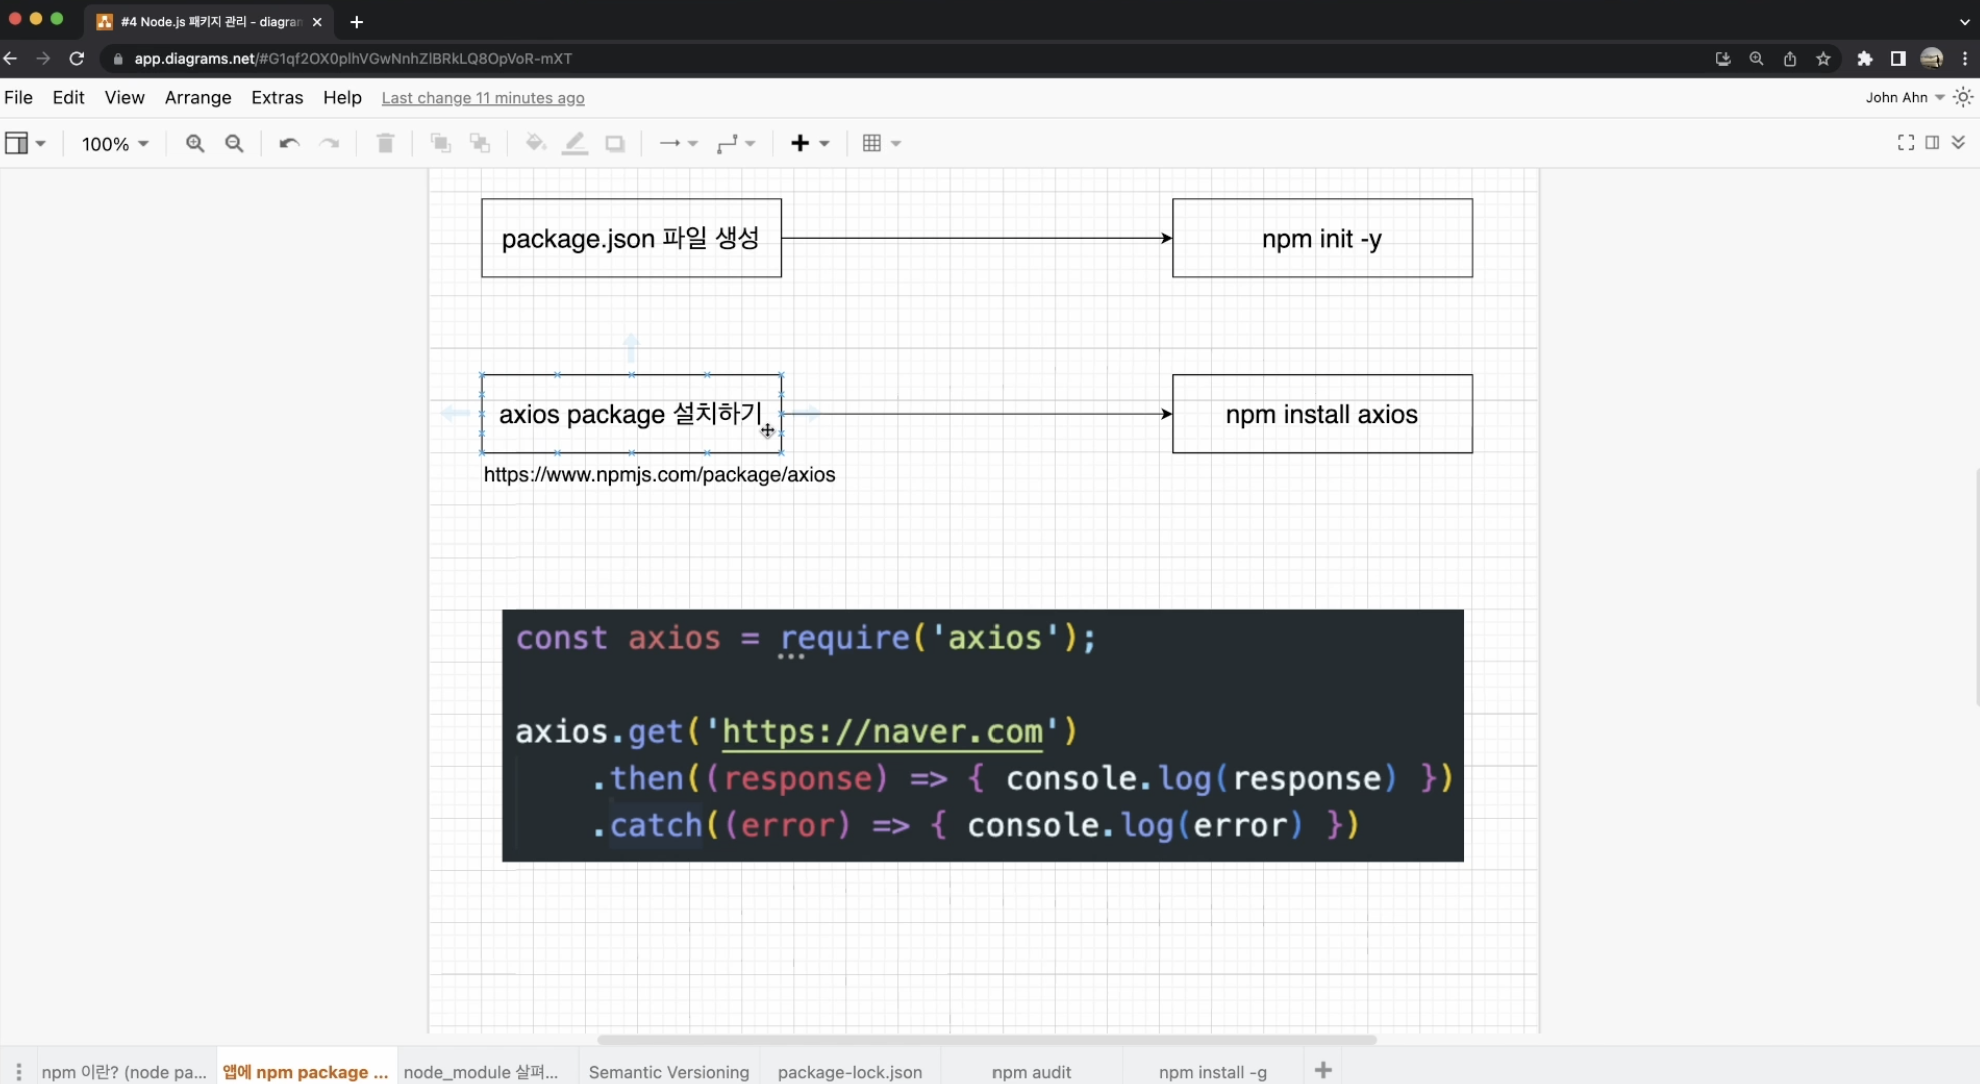 #4 Node.js 패키지 관리 - diagran
app.diagrams.net/#G1qf2OX0plhVGwNnhZlBRkLQ8OpVoR-mXT
File Edit View Arrange Extras Help Last change 11 minutes ago John Ahn
100%
package.json 파일 생성
npm init -y
axios package 설치하기
npm install axios
https://www.npmjs.com/package/axios
const axios = require('axios');
axios.get('https://naver.com')
.then((response) => { console.log(response) })
.catch((error) => { console.log(error) })
npm 이란? (node pa... 앱에 npm package ... node_module 살펴... Semantic Versioning package-lock.json npm audit npm install -g